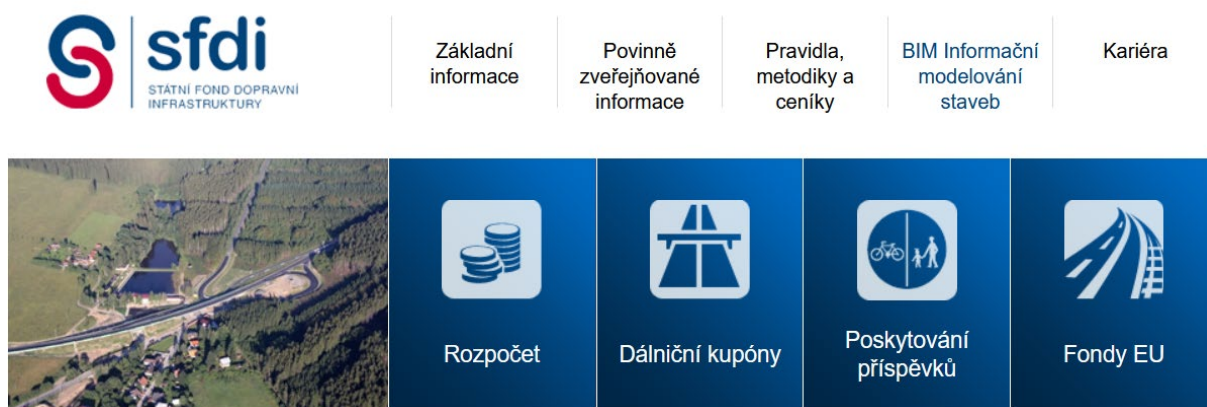 sfdi
STÁTNÍ FOND DOPRAVNÍ
INFRASTRUKTURY
Základní
informace
Povinně
zveřejňované
informace
Pravidla,
metodiky a
ceníky
BIM Informační
modelování
staveb
Kariéra
Rozpočet
Dálniční kupóny
Poskytování
příspěvků
Fondy EU